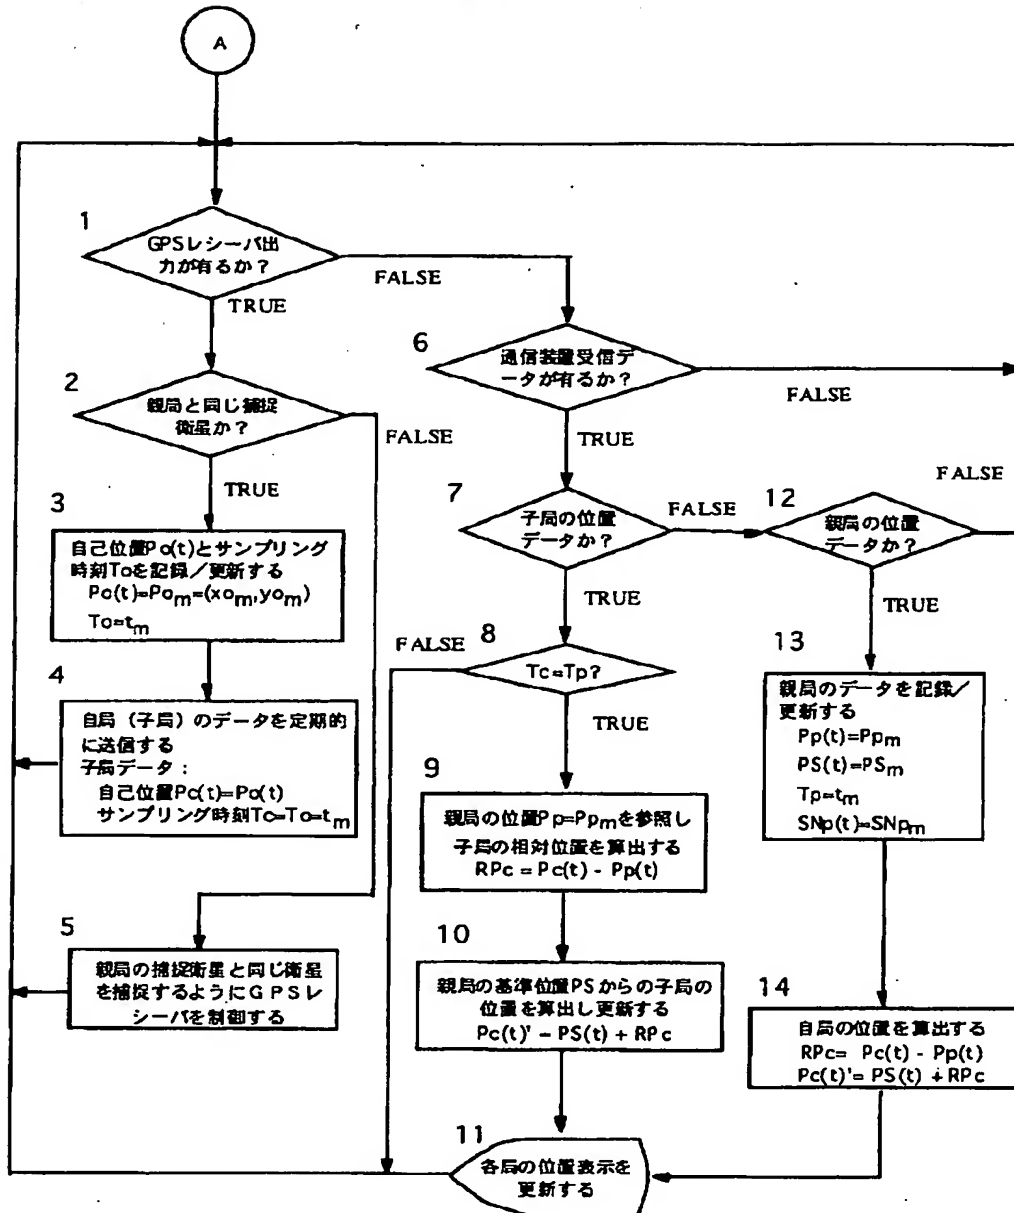 A
1
GPSレシーバ出
力が有るか？
FALSE
TRUE
2
親局と同じ捕捉
衛星か？
FALSE
TRUE
3
自己位置Po(t)とサンプリング
時刻Toを記録／更新する
Po(t)=Pom=(xom,yom)
To=tm
4
自局（子局）のデータを定期的
に送信する
子局データ：
自己位置Pc(t)=Po(t)
サンプリング時刻Tc=To=tm
5
親局の捕捉衛星と同じ衛星
を捕捉するようにＧＰＳレ
シーバを制御する
6
通信装置受信デ
ータが有るか？
FALSE
TRUE
7
子局の位置
データか？
FALSE
TRUE
8
Tc=Tp？
FALSE
TRUE
9
親局の位置Pp=Ppmを参照し
子局の相対位置を算出する
RPc = Pc(t) - Pp(t)
10
親局の基準位置PSからの子局の
位置を算出し更新する
Pc(t)' = PS(t) + RPc
11
各局の位置表示を
更新する
12
親局の位置
データか？
FALSE
TRUE
13
親局のデータを記録／
更新する
Pp(t)=Ppm
PS(t)=PSm
Tp=tm
SNp(t)=SNpm
14
自局の位置を算出する
RPc= Pc(t) - Pp(t)
Pc(t)'= PS(t) + RPc